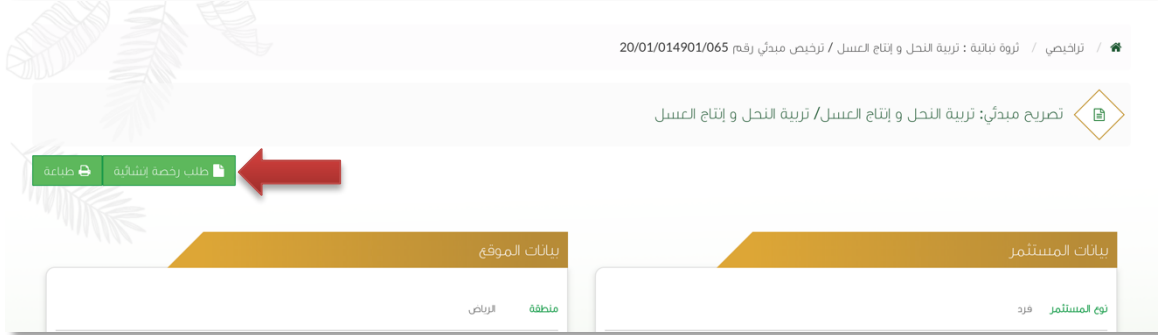 تراخيصي / ثروة نباتية : تربية النحل و إنتاج العسل / ترخيص مبدئي رقم 20/01/014901/065
تصريح مبدئي: تربية النحل و إنتاج العسل/ تربية النحل و إنتاج العسل
طلب رخصة إنشائية طباعة
بيانات المستثمر
نوع المستثمر فرد
بيانات الموقع
منطقة الرياض